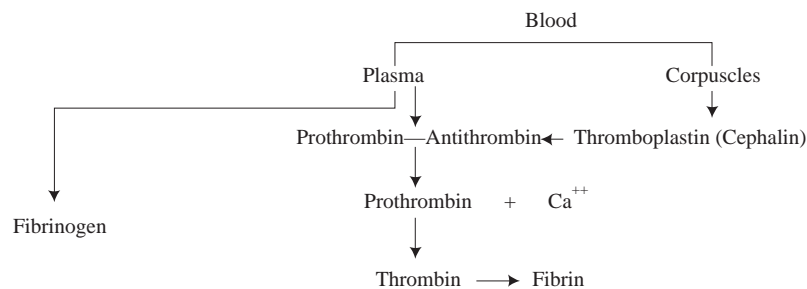 Blood
Plasma Corpuscles
Prothrombin—Antithrombin Thromboplastin (Cephalin)
Prothrombin + Ca++
Fibrinogen
Thrombin Fibrin